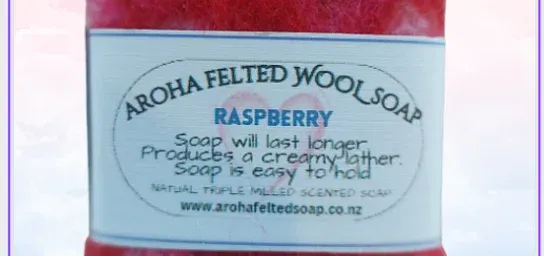 AROHA FELTED WOOL SOAP
RASPBERRY
Soap will last longer
Produces a creamy lather.
Soap is easy to hold
NATUAL TRIPLE MILLED SCENTED SOAP
www.arohafeltedsoap.co.nz